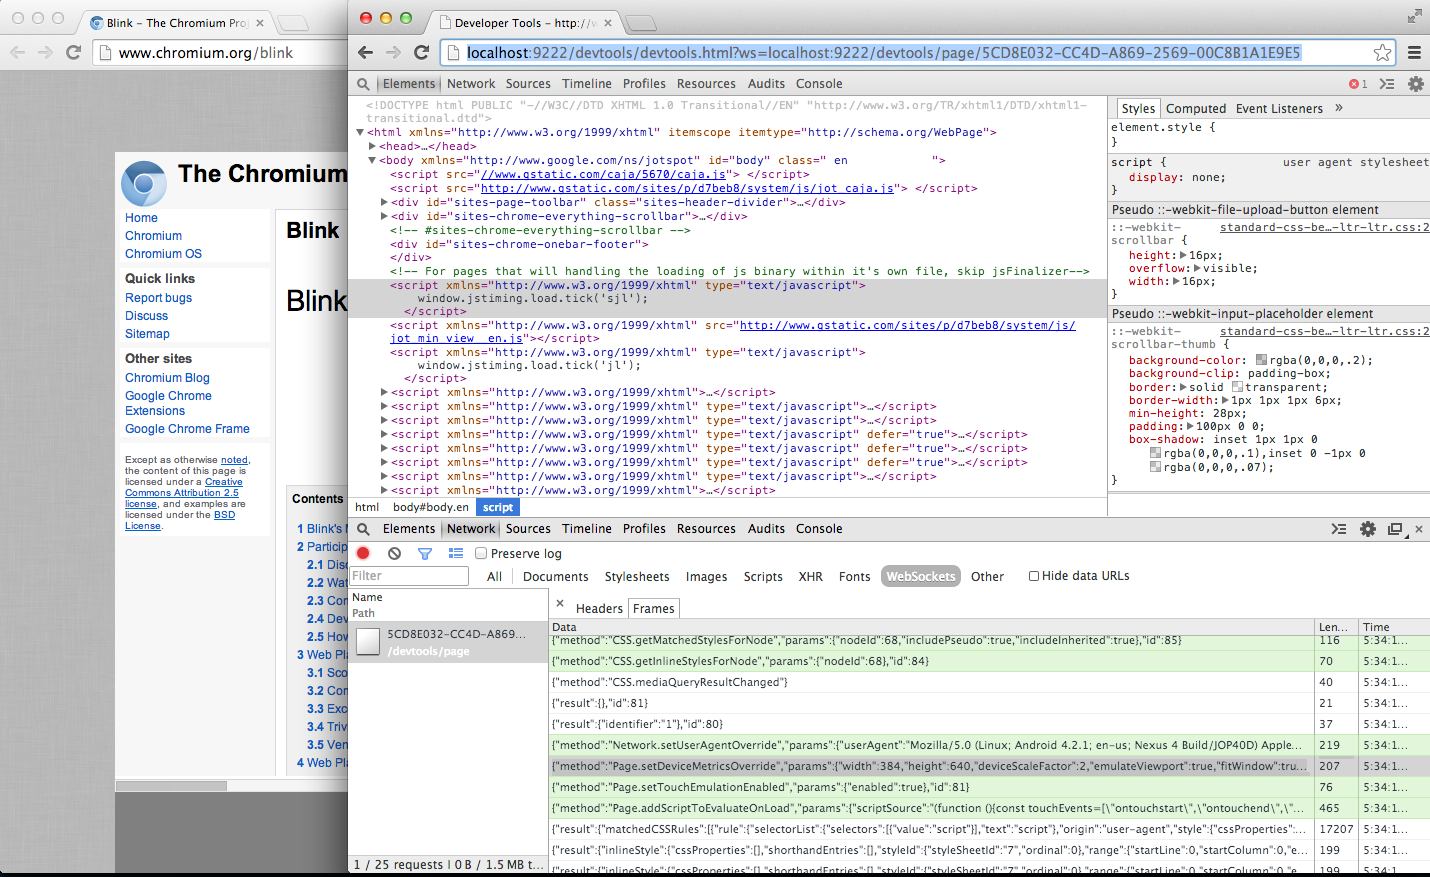 Blink – The Chromium Pro
www.chromium.org/blink
The Chromium
Home
Chromium
Chromium OS
Quick links
Report bugs
Discuss
Sitemap
Other sites
Chromium Blog
Google Chrome
Extensions
Google Chrome Frame
Except as otherwise noted,
the content of this page is
licensed under a Creative
Commons Attribution 2.5
license, and examples are
licensed under the BSD
License.
Blink
Blink
Contents
1 Blink's M
2 Particip
2.1 Disc
2.2 Wat
2.3 Con
2.4 Dev
2.5 How
3 Web Pla
3.1 Sco
3.2 Con
3.3 Exc
3.4 Triv
3.5 Ven
4 Web Pla
Developer Tools – http://w
localhost:9222/devtools/devtools.html?ws=localhost:9222/devtools/page/5CD8E032-CC4D-A869-2569-00C8B1A1E9E5
Elements Network Sources Timeline Profiles Resources Audits Console 1
<!DOCTYPE html PUBLIC "-//W3C//DTD XHTML 1.0 Transitional//EN" "http://www.w3.org/TR/xhtml1/DTD/xhtml1-
transitional.dtd">
<html xmlns="http://www.w3.org/1999/xhtml" itemscope itemtype="http://schema.org/WebPage">
<head>…</head>
<body xmlns="http://www.google.com/ns/jotspot" id="body" class=" en ">
<script src="//www.gstatic.com/caja/5670/caja.js"> </script>
<script src="http://www.gstatic.com/sites/p/d7beb8/system/js/jot_caja.js"> </script>
<div id="sites-page-toolbar" class="sites-header-divider">…</div>
<div id="sites-chrome-everything-scrollbar">…</div>
<!-- #sites-chrome-everything-scrollbar -->
<div id="sites-chrome-onebar-footer">
</div>
<!-- For pages that will handling the loading of js binary within it's own file, skip jsFinalizer-->
<script xmlns="http://www.w3.org/1999/xhtml" type="text/javascript">
window.jstiming.load.tick('sjl');
</script>
<script xmlns="http://www.w3.org/1999/xhtml" src="http://www.gstatic.com/sites/p/d7beb8/system/js/
jot_min_view__en.js"></script>
<script xmlns="http://www.w3.org/1999/xhtml" type="text/javascript">
window.jstiming.load.tick('jl');
</script>
<script xmlns="http://www.w3.org/1999/xhtml">…</script>
<script xmlns="http://www.w3.org/1999/xhtml" type="text/javascript">…</script>
<script xmlns="http://www.w3.org/1999/xhtml" type="text/javascript">…</script>
<script xmlns="http://www.w3.org/1999/xhtml" type="text/javascript" defer="true">…</script>
<script xmlns="http://www.w3.org/1999/xhtml" type="text/javascript" defer="true">…</script>
<script xmlns="http://www.w3.org/1999/xhtml" type="text/javascript" defer="true">…</script>
<script xmlns="http://www.w3.org/1999/xhtml" type="text/javascript">…</script>
<script xmlns="http://www.w3.org/1999/xhtml">…</script>
html body#body.en script
Styles Computed Event Listeners »
element.style {
}
script { user agent stylesheet
display: none;
}
Pseudo ::-webkit-file-upload-button element
::-webkit- standard-css-be…-ltr-ltr.css:2
scrollbar {
height: 16px;
overflow: visible;
width: 16px;
}
Pseudo ::-webkit-input-placeholder element
::-webkit- standard-css-be…-ltr-ltr.css:2
scrollbar-thumb {
background-color: rgba(0,0,0,.2);
background-clip: padding-box;
border: solid transparent;
border-width: 1px 1px 1px 6px;
min-height: 28px;
padding: 100px 0 0;
box-shadow: inset 1px 1px 0
rgba(0,0,0,.1),inset 0 -1px 0
rgba(0,0,0,.07);
}
Elements Network Sources Timeline Profiles Resources Audits Console
Preserve log
Filter All Documents Stylesheets Images Scripts XHR Fonts WebSockets Other Hide data URLs
Name
Path
5CD8E032-CC4D-A869…
/devtools/page
× Headers Frames
Data Len… Time
{"method":"CSS.getMatchedStylesForNode","params":{"nodeId":68,"includePseudo":true,"includeInherited":true},"id":85} 116 5:34:1…
{"method":"CSS.getInlineStylesForNode","params":{"nodeId":68},"id":84} 70 5:34:1…
{"method":"CSS.mediaQueryResultChanged"} 40 5:34:1…
{"result":{},"id":81} 21 5:34:1…
{"result":{"identifier":"1"},"id":80} 37 5:34:1…
{"method":"Network.setUserAgentOverride","params":{"userAgent":"Mozilla/5.0 (Linux; Android 4.2.1; en-us; Nexus 4 Build/JOP40D) Apple… 219 5:34:1…
{"method":"Page.setDeviceMetricsOverride","params":{"width":384,"height":640,"deviceScaleFactor":2,"emulateViewport":true,"fitWindow":tru… 207 5:34:1…
{"method":"Page.setTouchEmulationEnabled","params":{"enabled":true},"id":81} 76 5:34:1…
{"method":"Page.addScriptToEvaluateOnLoad","params":{"scriptSource":"(function (){const touchEvents=[\"ontouchstart\",\"ontouchend\",\"… 465 5:34:1…
{"result":{"matchedCSSRules":[{"rule":{"selectorList":{"selectors":[{"value":"script"}],"text":"script"},"origin":"user-agent","style":{"cssProperties":… 17207 5:34:1…
{"result":{"inlineStyle":{"cssProperties":[],"shorthandEntries":[],"styleId":{"styleSheetId":"7","ordinal":0},"range":{"startLine":0,"startColumn":0,"e… 199 5:34:1…
{"result":{"inlineStyle":{"cssProperties":[],"shorthandEntries":[],"styleId":{"styleSheetId":"7","ordinal":0},"range":{"startLine":0,"startColumn":0,"e… 199 5:34:1…
1 / 25 requests | 0 B / 1.5 MB t…